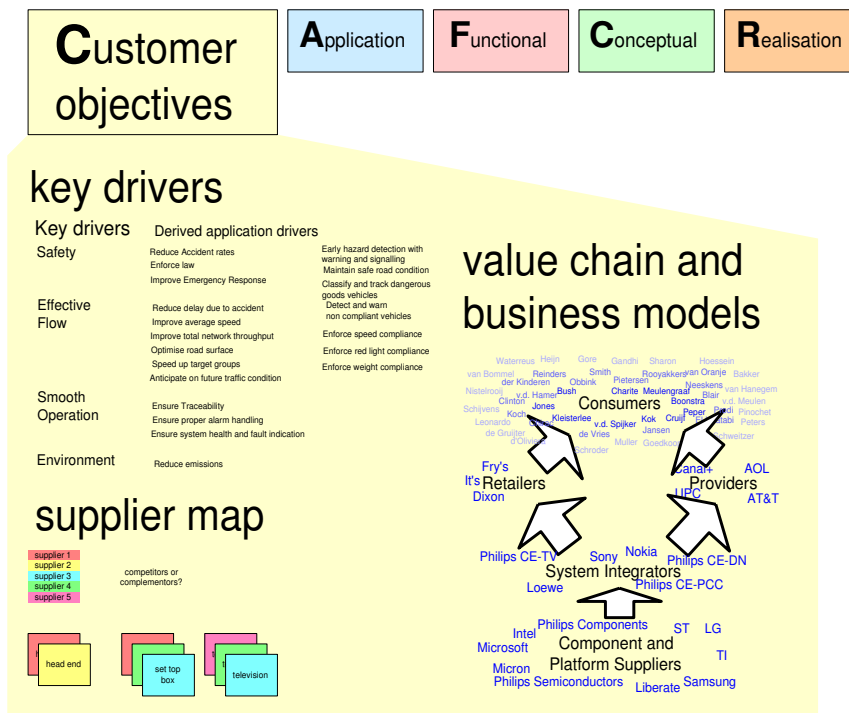 Customer
objectives
Application
Functional
Conceptual
Realisation
key drivers
Key drivers
Derived application drivers
Safety
Reduce Accident rates
Enforce law
Improve Emergency Response
Early hazard detection with
warning and signalling
Maintain safe road condition
Classify and track dangerous
goods vehicles
Detect and warn
non compliant vehicles
Enforce speed compliance
Enforce red light compliance
Enforce weight compliance
Effective
Flow
Reduce delay due to accident
Improve average speed
Improve total network throughput
Optimise road surface
Speed up target groups
Anticipate on future traffic condition
Smooth
Operation
Ensure Traceability
Ensure proper alarm handling
Ensure system health and fault indication
Environment
Reduce emissions
supplier map
supplier 1
supplier 2
supplier 3
supplier 4
supplier 5
competitors or
complementors?
head end
set top
box
television
value chain and
business models
Waterreus Heijn Gore Gandhi Sharon Hoessein
van Bommel Reinders Smith Rooyakkers van Oranje Bakker
der Kinderen Obbink Pietersen Neeskens
Nistelrooij v.d. Hamer Bush Charite Meulengraaf Blair van Hanegem
Clinton Consumers Boonstra v.d. Meulen
Schijvens Jones Peper Pinochet
Koch Kleisterlee v.d. Spijker Kok Cruijf Peters
Leonardo Jansen
de Gruijter de Vries Muller Goedkoop Schweitzer
d'Oliviera Schroder
Fry's
It's Retailers
Dixon
Canal+ AOL
Providers
UPC AT&T
Philips CE-TV Sony Nokia Philips CE-DN
System Integrators
Loewe Philips CE-PCC
Philips Components ST LG
Intel
Microsoft Component and
Platform Suppliers TI
Micron
Philips Semiconductors Liberate Samsung